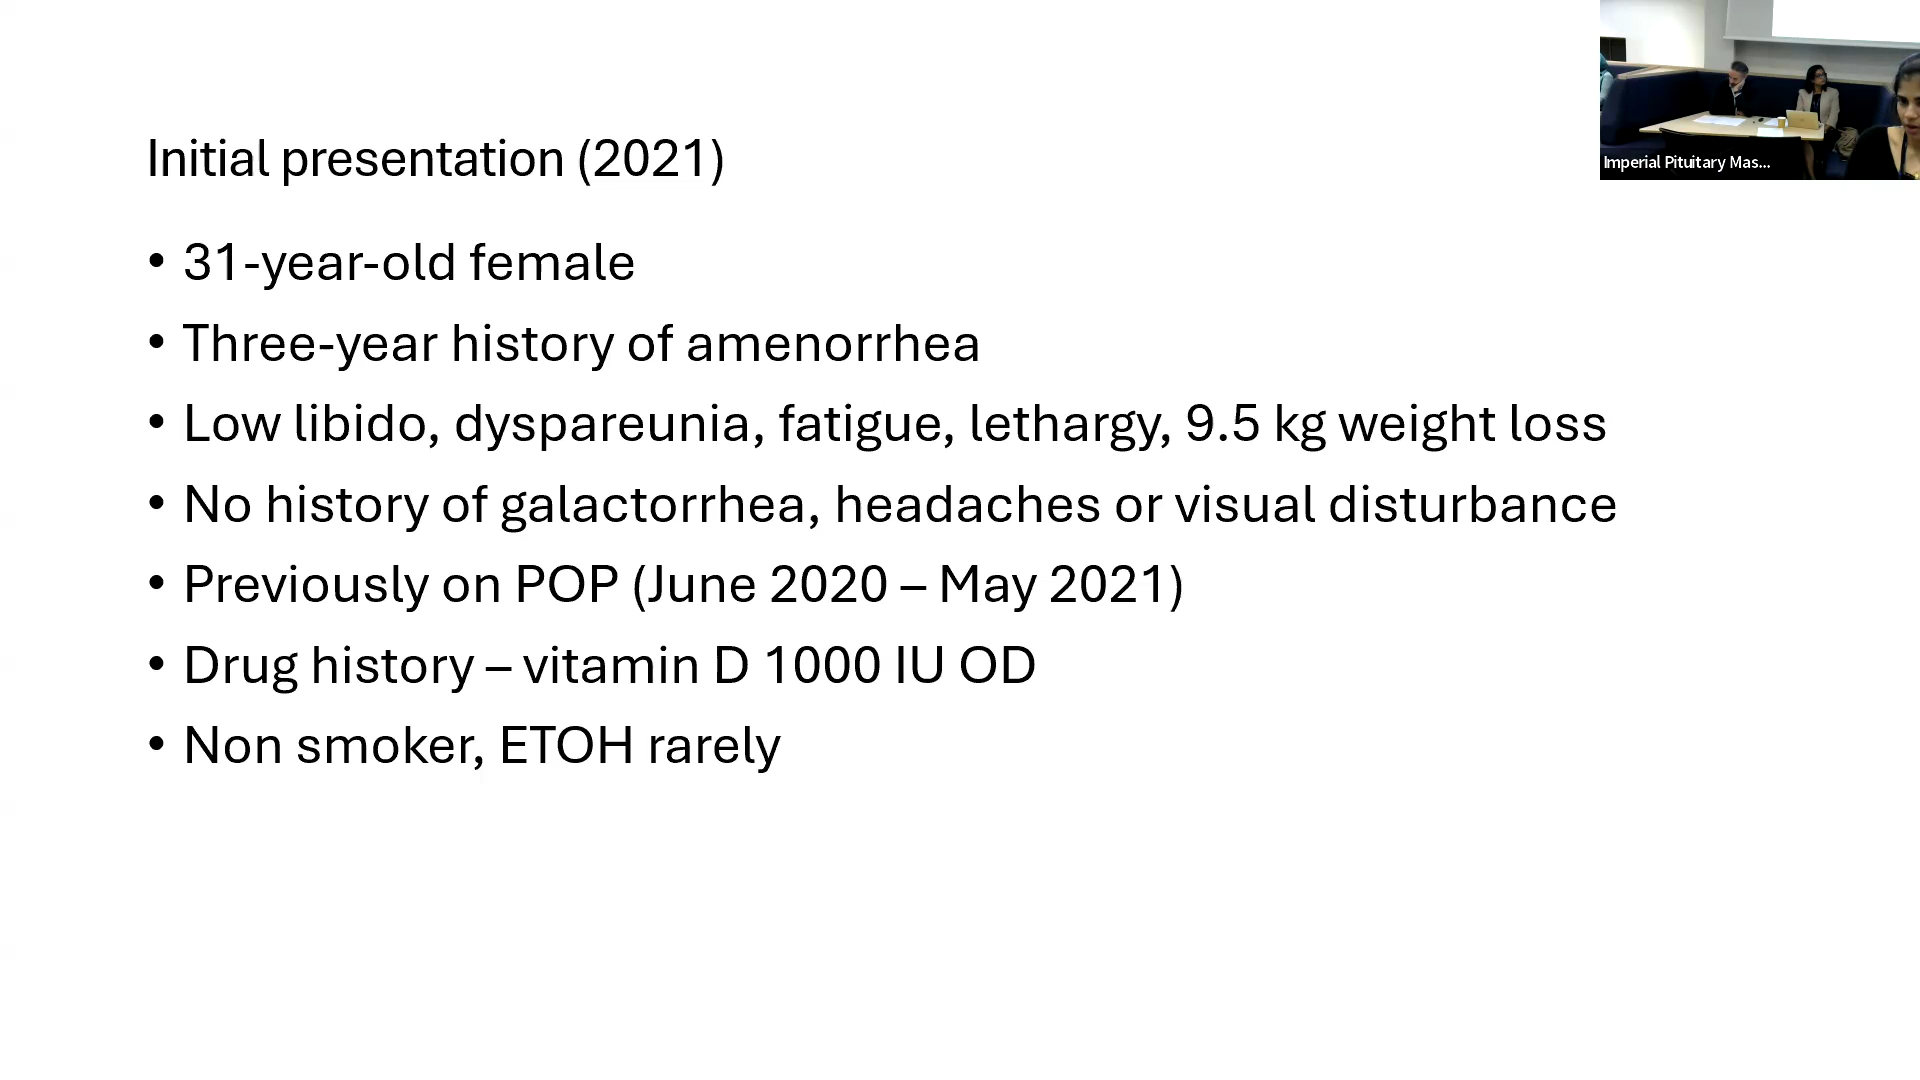 Initial presentation (2021)
• 31-year-old female
• Three-year history of amenorrhea
• Low libido, dyspareunia, fatigue, lethargy, 9.5 kg weight loss
• No history of galactorrhea, headaches or visual disturbance
• Previously on POP (June 2020 – May 2021)
• Drug history – vitamin D 1000 IU OD
• Non smoker, ETOH rarely
Imperial Pituitary Mas...